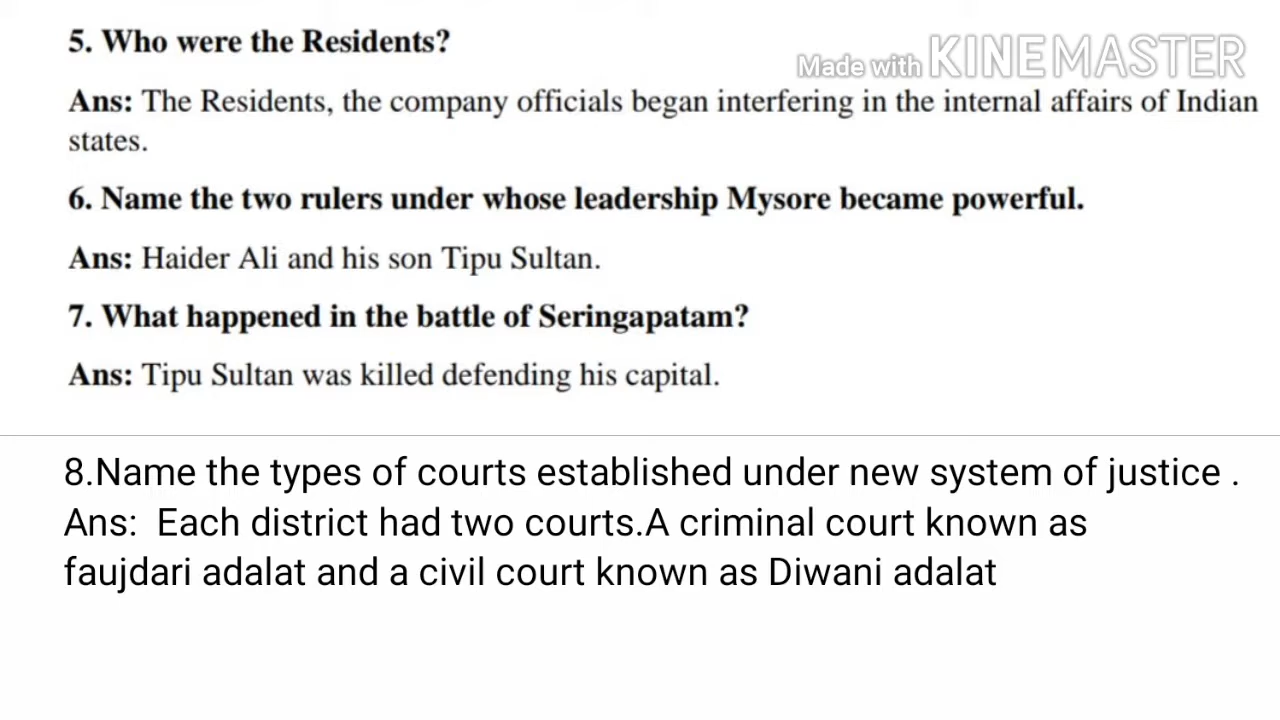 5. Who were the Residents?
Made with KINEMASTER
Ans: The Residents, the company officials began interfering in the internal affairs of Indian
states.
6. Name the two rulers under whose leadership Mysore became powerful.
Ans: Haider Ali and his son Tipu Sultan.
7. What happened in the battle of Seringapatam?
Ans: Tipu Sultan was killed defending his capital.
8.Name the types of courts established under new system of justice .
Ans:  Each district had two courts.A criminal court known as
faujdari adalat and a civil court known as Diwani adalat